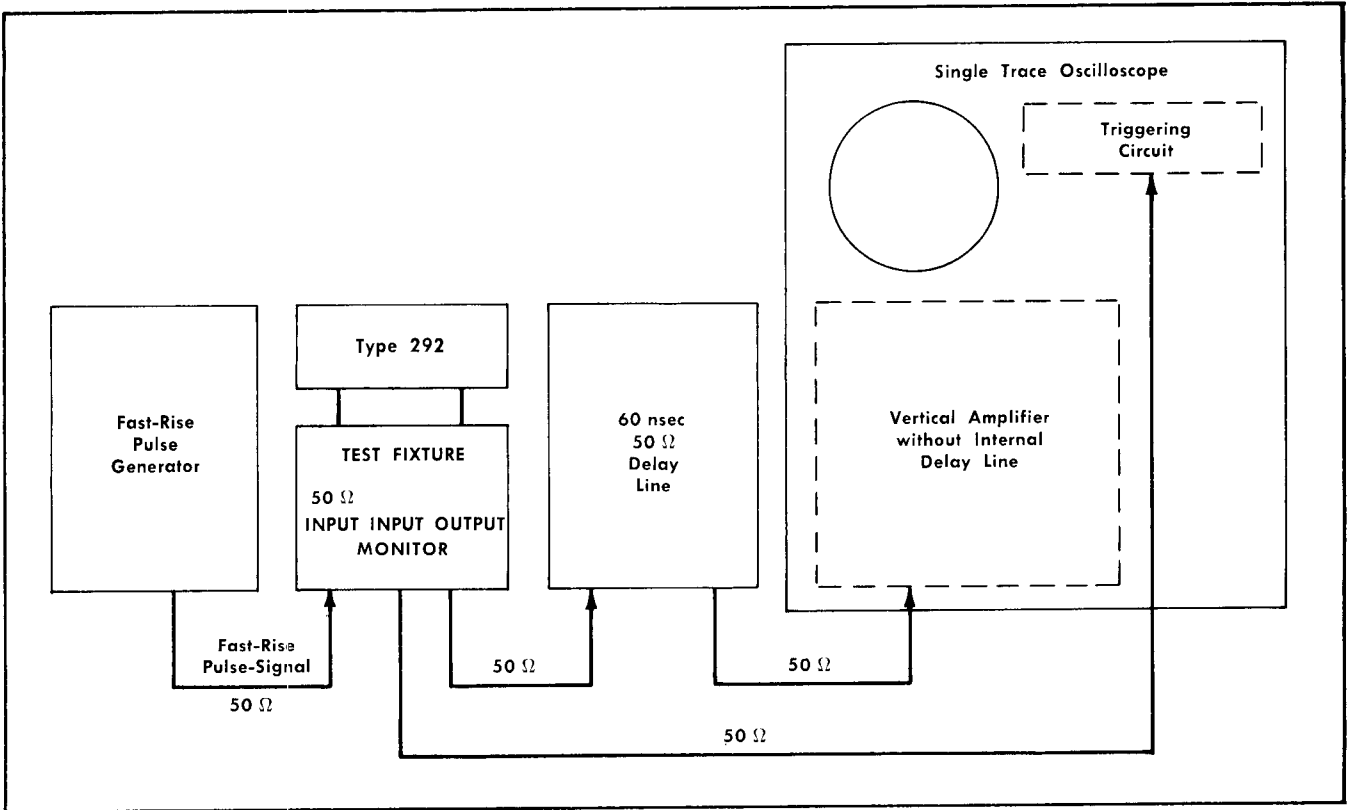 Single Trace Oscilloscope
Triggering
Circuit
Type 292
Fast-Rise
Pulse
Generator
TEST FIXTURE
50 Ω
INPUT INPUT OUTPUT
MONITOR
60 nsec
50 Ω
Delay
Line
Vertical Amplifier
without Internal
Delay Line
Fast-Rise
Pulse-Signal
50 Ω
50 Ω
50 Ω
50 Ω